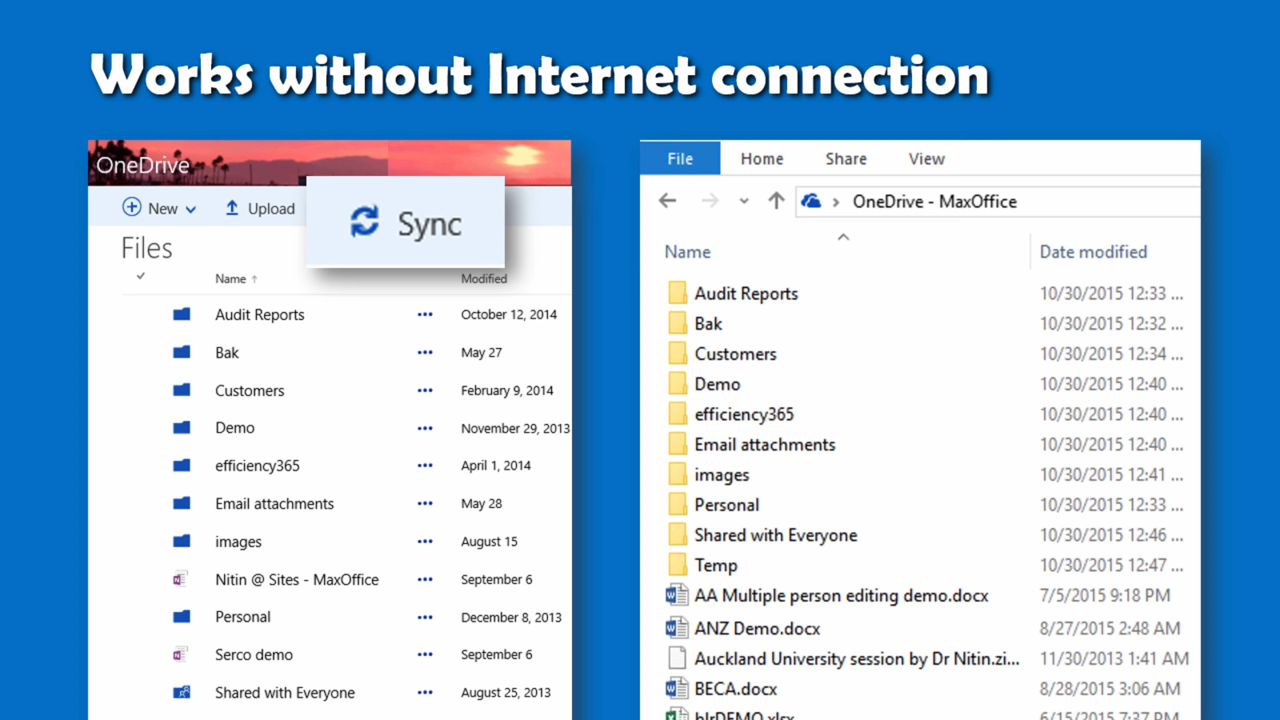 Works without Internet connection
OneDrive
New
Upload
Sync
Files
Name
Modified
Audit Reports ••• October 12, 2014
Bak ••• May 27
Customers ••• February 9, 2014
Demo ••• November 29, 2013
efficiency365 ••• April 1, 2014
Email attachments ••• May 28
images ••• August 15
Nitin @ Sites - MaxOffice ••• September 6
Personal ••• December 8, 2013
Serco demo ••• September 6
Shared with Everyone ••• August 25, 2013
File Home Share View
OneDrive - MaxOffice
Name Date modified
Audit Reports 10/30/2015 12:33 ...
Bak 10/30/2015 12:32 ...
Customers 10/30/2015 12:34 ...
Demo 10/30/2015 12:40 ...
efficiency365 10/30/2015 12:40 ...
Email attachments 10/30/2015 12:40 ...
images 10/30/2015 12:41 ...
Personal 10/30/2015 12:33 ...
Shared with Everyone 10/30/2015 12:46 ...
Temp 10/30/2015 12:47 ...
AA Multiple person editing demo.docx 7/5/2015 9:18 PM
ANZ Demo.docx 8/27/2015 2:48 AM
Auckland University session by Dr Nitin.zi... 11/30/2013 1:41 AM
BECA.docx 8/28/2015 3:06 AM
blrDEMO.xlsx 6/15/2015 7:37 PM